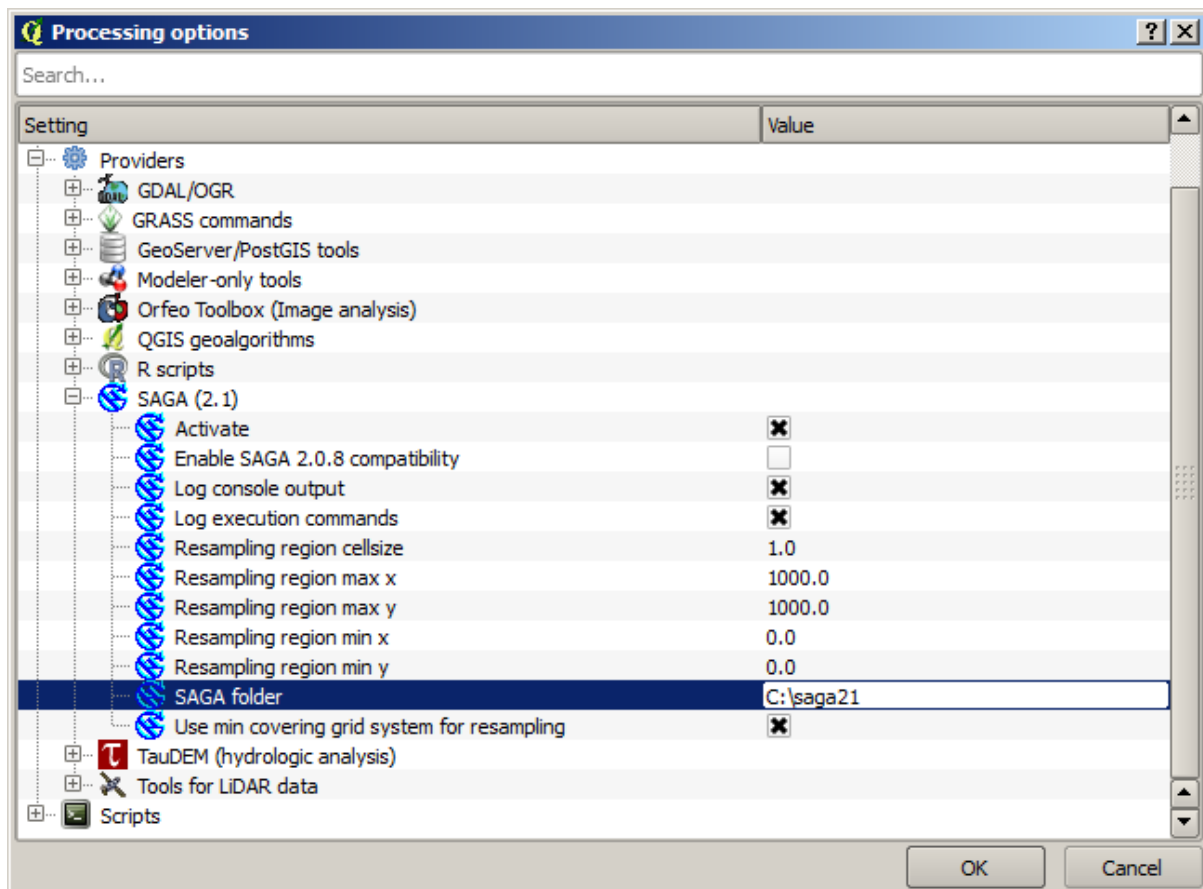 Processing options
Search...
Setting Value
Providers
GDAL/OGR
GRASS commands
GeoServer/PostGIS tools
Modeler-only tools
Orfeo Toolbox (Image analysis)
QGIS geoalgorithms
R scripts
SAGA (2.1)
Activate
Enable SAGA 2.0.8 compatibility
Log console output
Log execution commands
Resampling region cellsize 1.0
Resampling region max x 1000.0
Resampling region max y 1000.0
Resampling region min x 0.0
Resampling region min y 0.0
SAGA folder C:\saga21
Use min covering grid system for resampling
TauDEM (hydrologic analysis)
Tools for LiDAR data
Scripts
OK Cancel